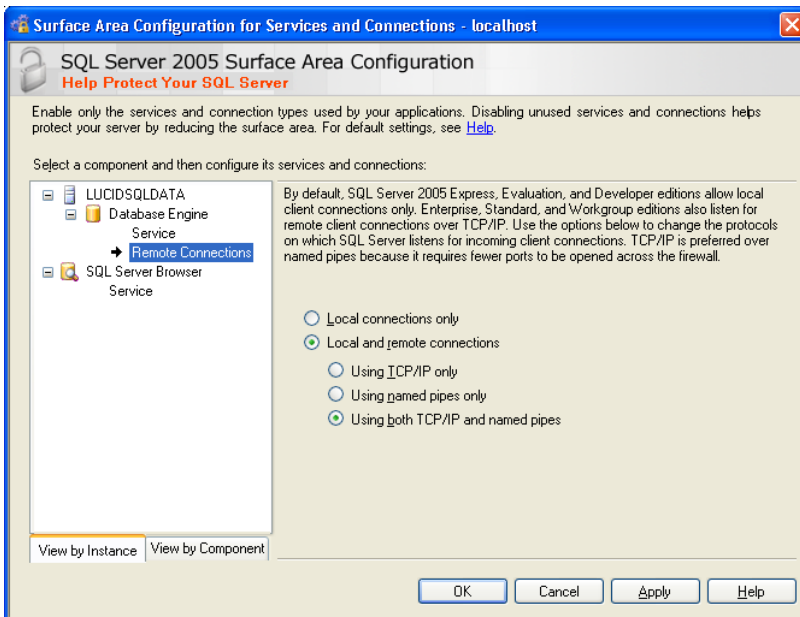 Surface Area Configuration for Services and Connections - localhost
SQL Server 2005 Surface Area Configuration
Help Protect Your SQL Server
Enable only the services and connection types used by your applications. Disabling unused services and connections helps
protect your server by reducing the surface area. For default settings, see Help.
Select a component and then configure its services and connections:
LUCIDSQLDATA
Database Engine
Service
Remote Connections
SQL Server Browser
Service
By default, SQL Server 2005 Express, Evaluation, and Developer editions allow local
client connections only. Enterprise, Standard, and Workgroup editions also listen for
remote client connections over TCP/IP. Use the options below to change the protocols
on which SQL Server listens for incoming client connections. TCP/IP is preferred over
named pipes because it requires fewer ports to be opened across the firewall.
Local connections only
Local and remote connections
Using TCP/IP only
Using named pipes only
Using both TCP/IP and named pipes
View by Instance View by Component
OK Cancel Apply Help